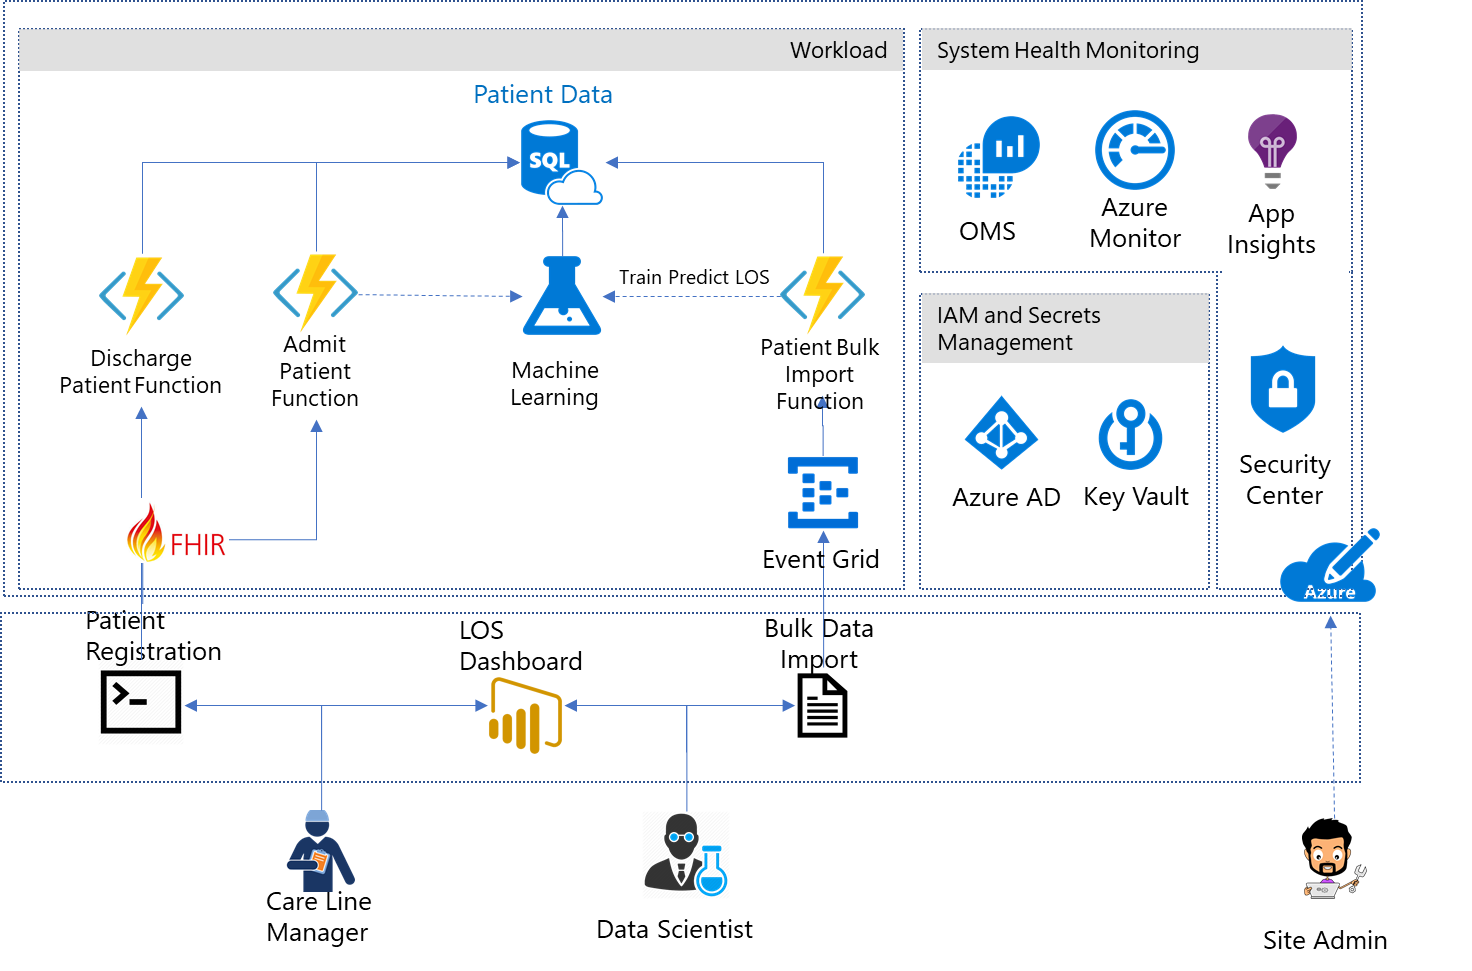 Workload
Patient Data
SQL
Discharge
Patient Function
Admit
Patient
Function
Machine
Learning
Train Predict LOS
Patient Bulk
Import
Function
FHIR
Event Grid
System Health Monitoring
OMS
Azure
Monitor
App
Insights
IAM and Secrets
Management
Azure AD
Key Vault
Security
Center
Azure
Patient
Registration
LOS
Dashboard
Bulk Data
Import
Care Line
Manager
Data Scientist
Site Admin